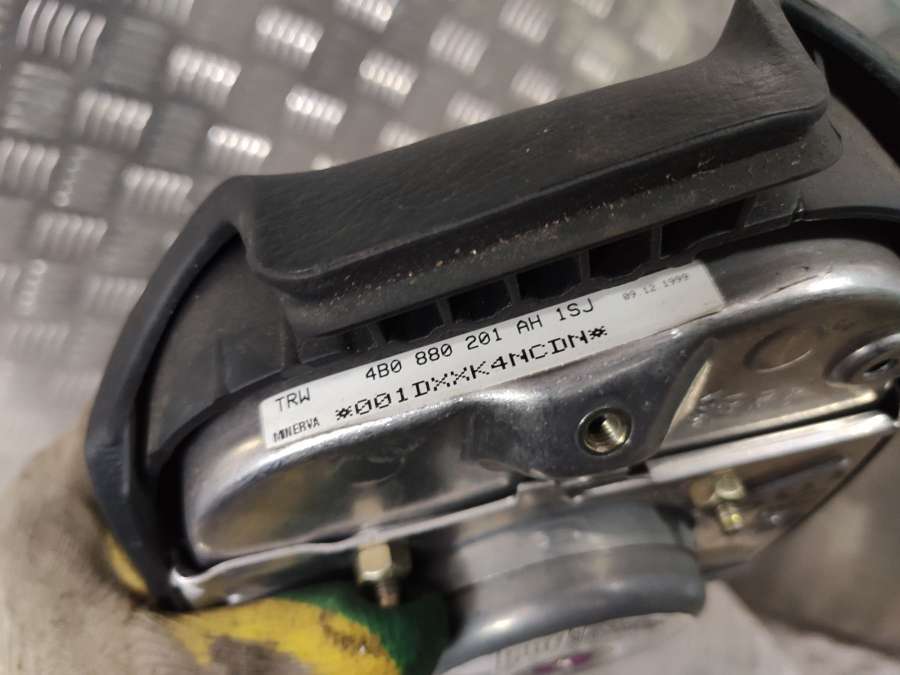 TRW 4B0 880 201 AH 1SJ 09 12 1999
MINERVA *001DXXK4NCDN*